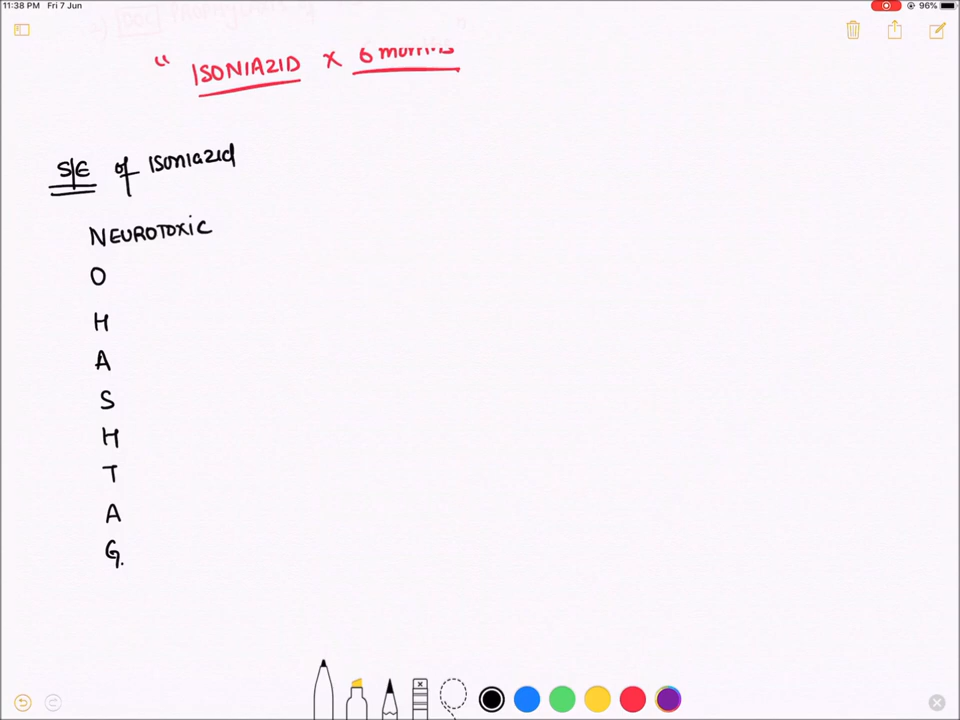 11:38 PM Fri 7 Jun
96%
" ISONIAZID x 6 months
S/E of Isoniazid
NEUROTOXIC
O
H
A
S
H
T
A
G.